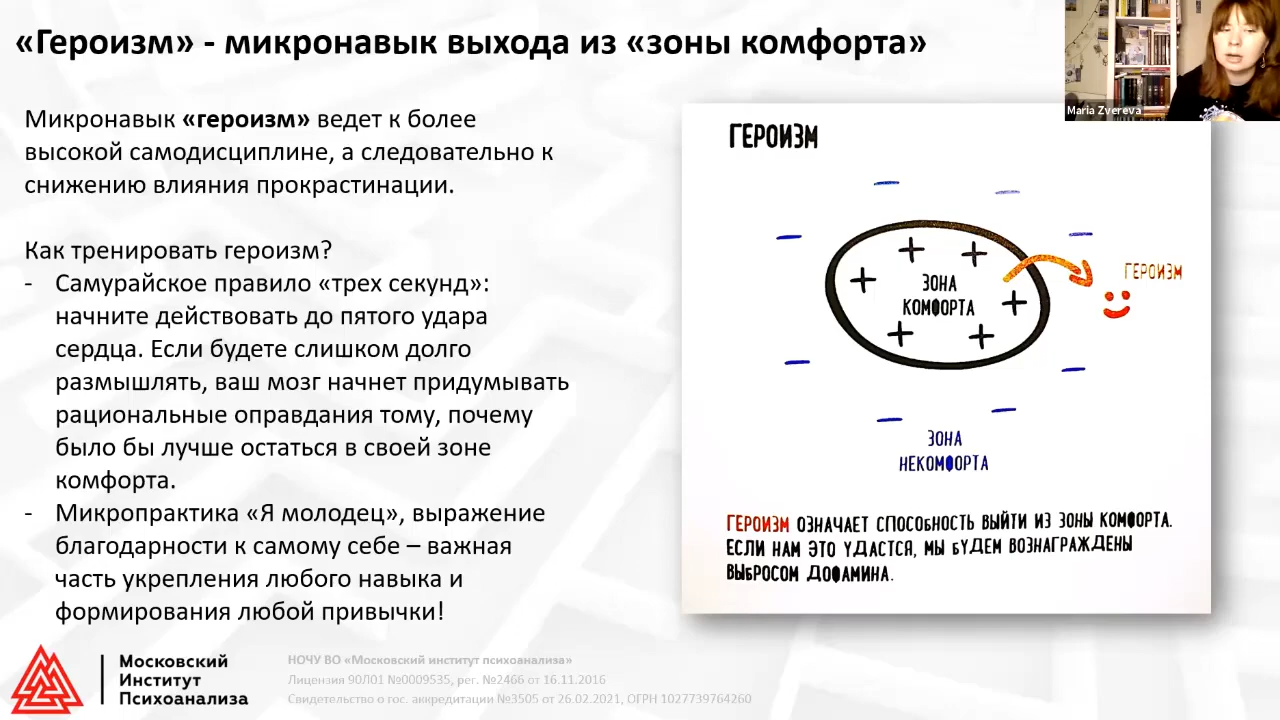 «Героизм» - микронавык выхода из «зоны комфорта»
Maria Zvereva
Микронавык «героизм» ведет к более
высокой самодисциплине, а следовательно к
снижению влияния прокрастинации.
Как тренировать героизм?
- Самурайское правило «трех секунд»:
начните действовать до пятого удара
сердца. Если будете слишком долго
размышлять, ваш мозг начнет придумывать
рациональные оправдания тому, почему
было бы лучше остаться в своей зоне
комфорта.
- Микропрактика «Я молодец», выражение
благодарности к самому себе – важная
часть укрепления любого навыка и
формирования любой привычки!
ГЕРОИЗМ
ЗОНА
КОМФОРТА
ГЕРОИЗМ
ЗОНА
НЕКОМФОРТА
ГЕРОИЗМ ОЗНАЧАЕТ СПОСОБНОСТЬ ВЫЙТИ ИЗ ЗОНЫ КОМФОРТА.
ЕСЛИ НАМ ЭТО УДАСТСЯ, МЫ БУДЕМ ВОЗНАГРАЖДЕНЫ
ВЫБРОСОМ ДОФАМИНА.
Московский
Институт
Психоанализа
НОЧУ ВО «Московский институт психоанализа»
Лицензия 90Л01 №0009535, рег. №2466 от 16.11.2016
Свидетельство о гос. аккредитации №3505 от 26.02.2021, ОГРН 1027739764260